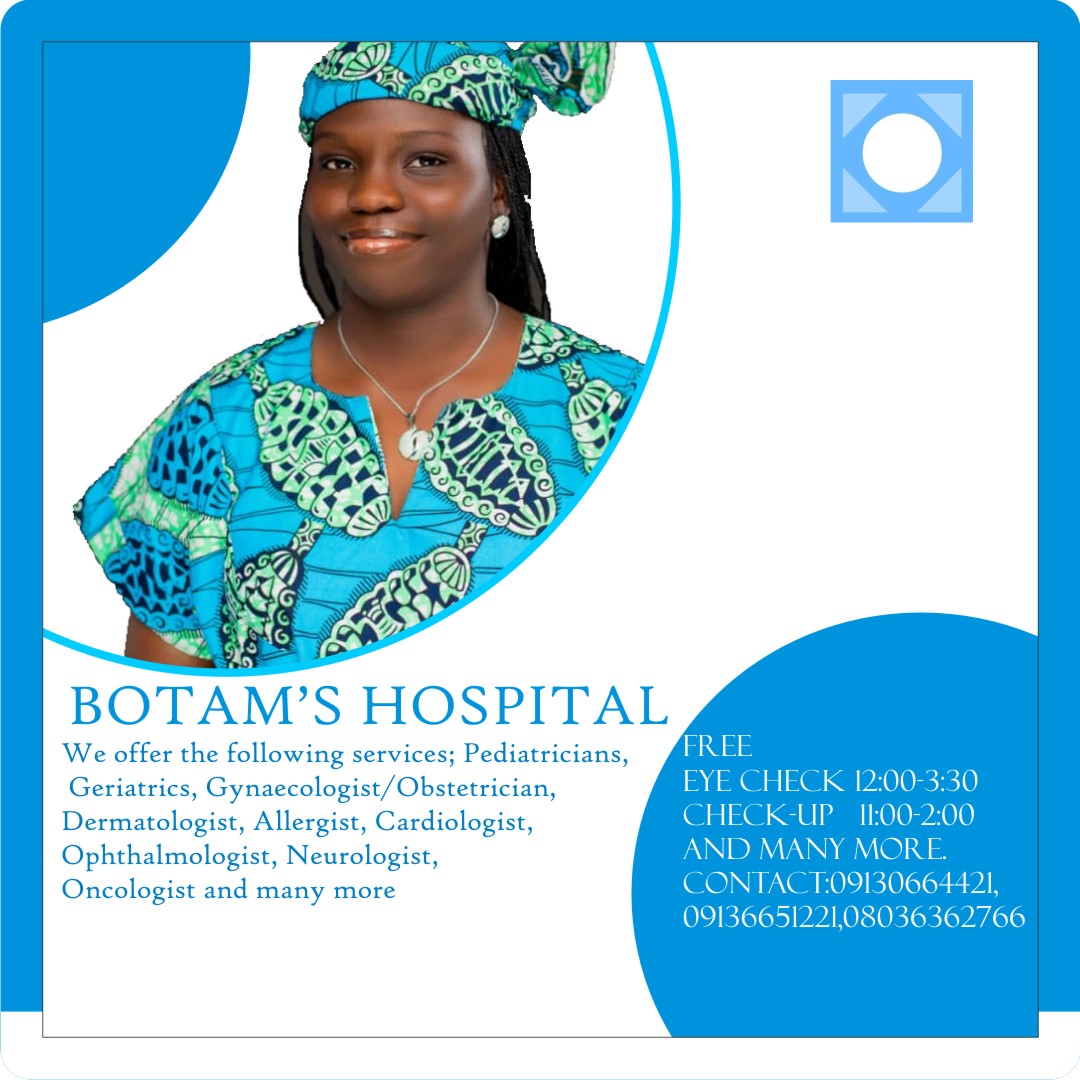 BOTAM'S HOSPITAL
We offer the following services; Pediatricians,
Geriatrics, Gynaecologist/Obstetrician,
Dermatologist, Allergist, Cardiologist,
Ophthalmologist, Neurologist,
Oncologist and many more
FREE
EYE CHECK 12:00-3:30
CHECK-UP 11:00-2:00
AND MANY MORE.
CONTACT:09130664421,
09136651221,08036362766